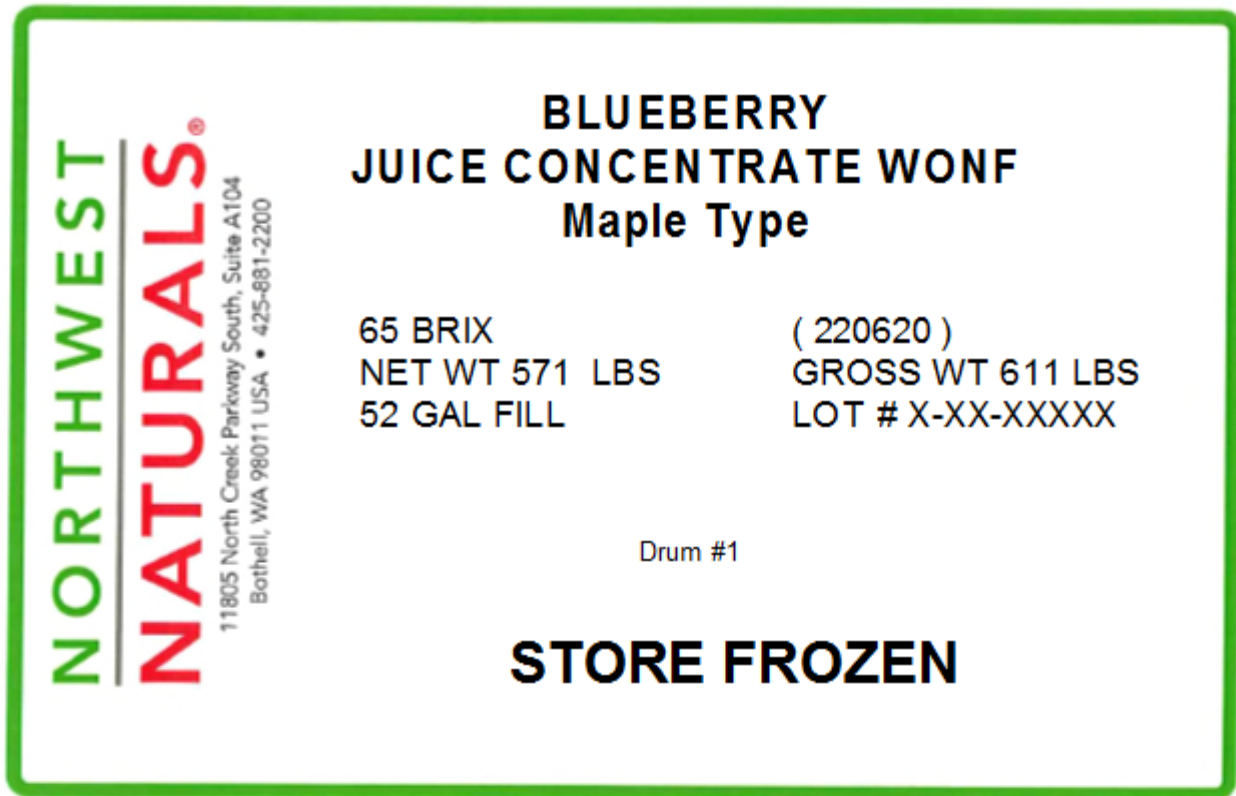 NORTHWEST
NATURALS®
11805 North Creek Parkway South, Suite A104
Bothell, WA 98011 USA • 425-881-2200
BLUEBERRY
JUICE CONCENTRATE WONF
Maple Type
65 BRIX ( 220620 )
NET WT 571 LBS GROSS WT 611 LBS
52 GAL FILL LOT # X-XX-XXXXX
Drum #1
STORE FROZEN